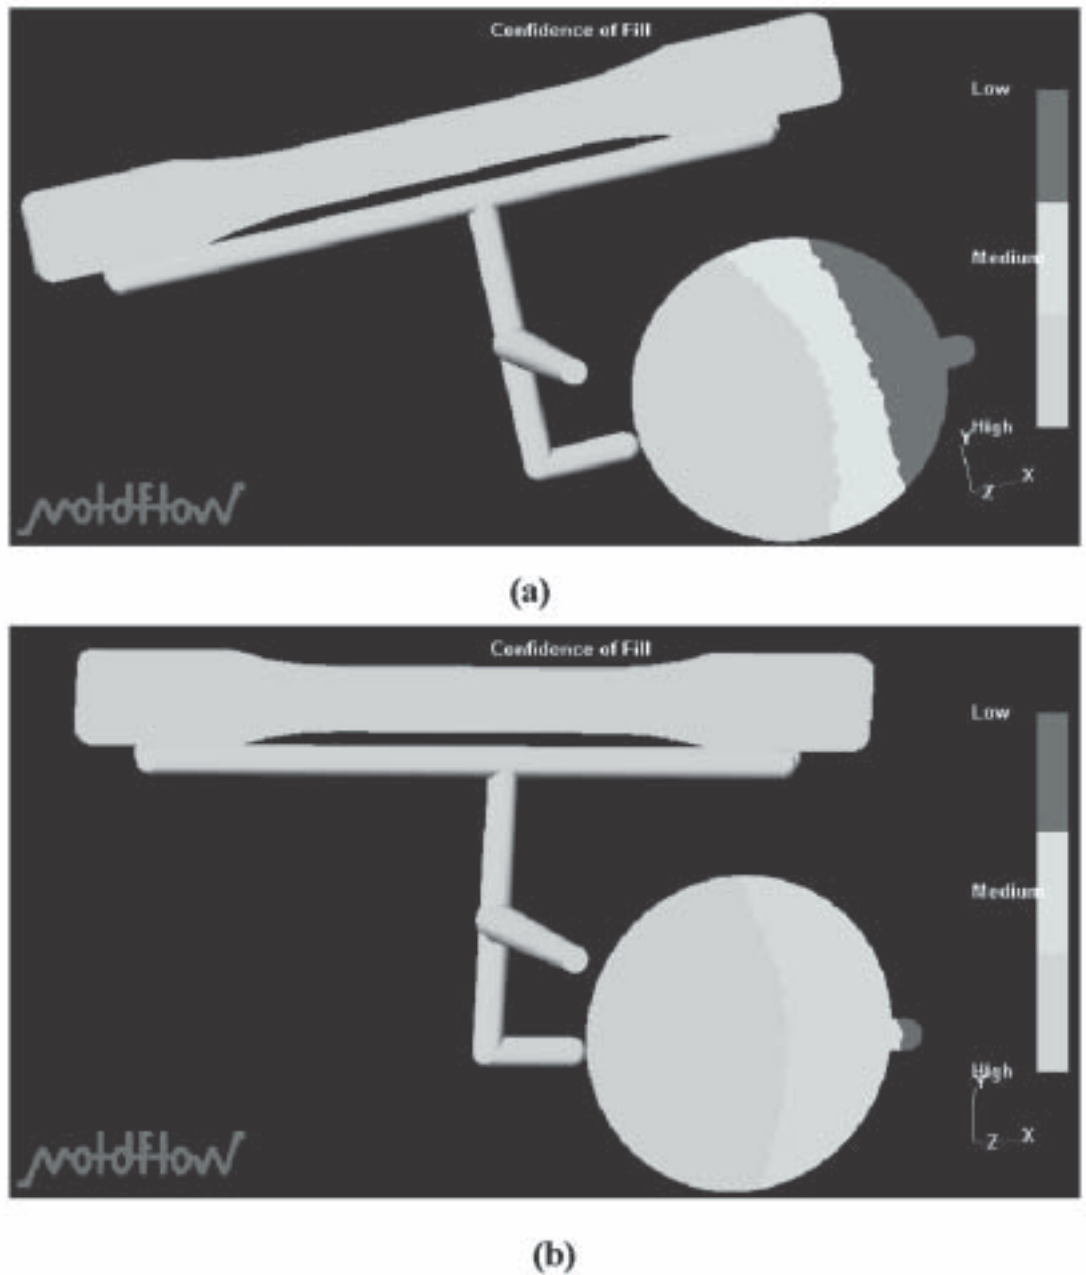 Confidence of Fill
Low
Medium
High
Y
X
Z
moldflow
(a)
Confidence of Fill
Low
Medium
High
Y
Z X
moldflow
(b)